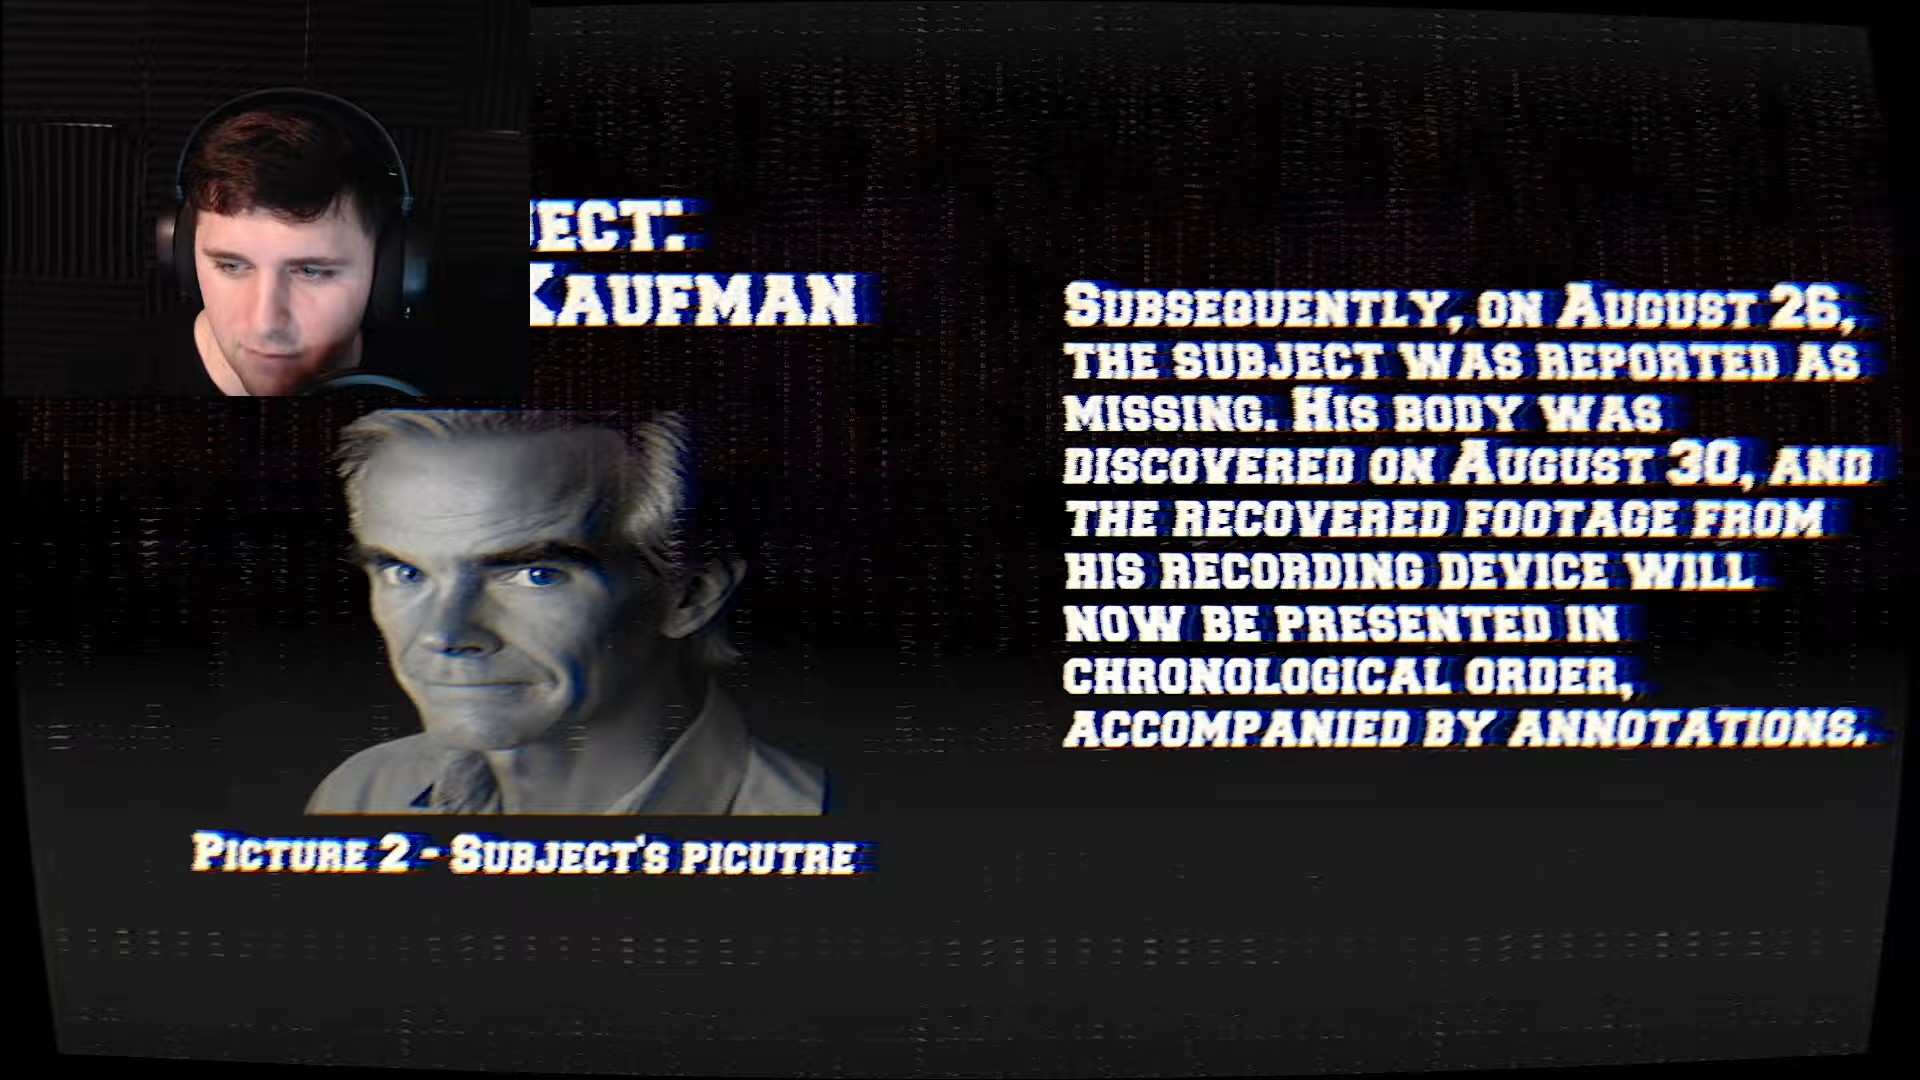 JECT:
KAUFMAN
SUBSEQUENTLY, ON AUGUST 26,
THE SUBJECT WAS REPORTED AS
MISSING. HIS BODY WAS
DISCOVERED ON AUGUST 30, AND
THE RECOVERED FOOTAGE FROM
HIS RECORDING DEVICE WILL
NOW BE PRESENTED IN
CHRONOLOGICAL ORDER,
ACCOMPANIED BY ANNOTATIONS.
PICTURE 2 - SUBJECT'S PICUTRE